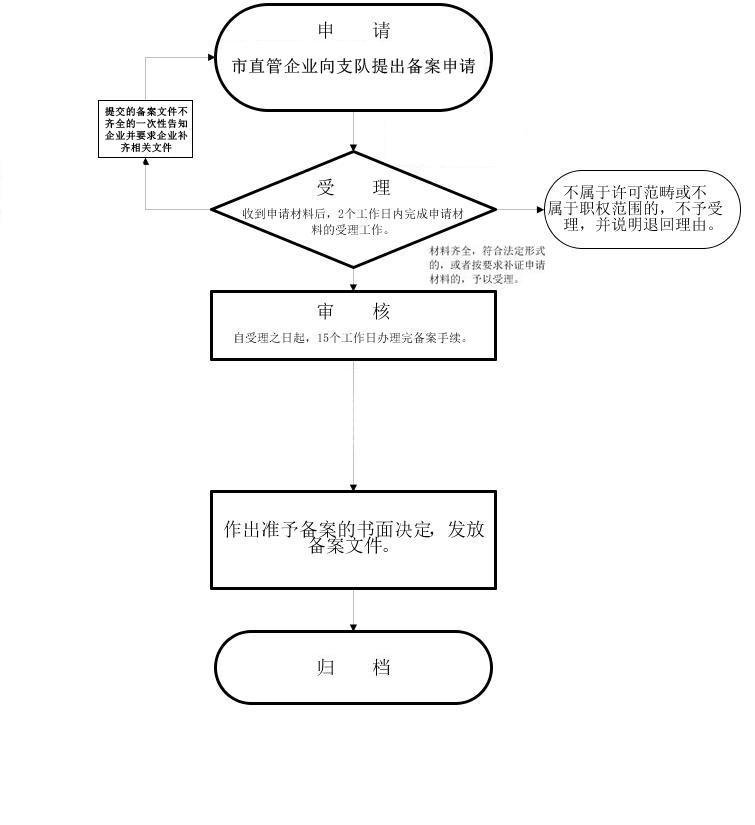 申 请
市直管企业向支队提出备案申请
提交的备案文件不
齐全的一次性告知
企业并要求企业补
齐相关文件
受 理
收到申请材料后，2个工作日内完成申请材
料的受理工作。
不属于许可范畴或不
属于职权范围的，不予受
理，并说明退回理由。
材料齐全，符合法定形式
的，或者按要求补证申请
材料的，予以受理。
审 核
自受理之日起，15个工作日办理完备案手续。
作出准予备案的书面决定，发放
备案文件。
归 档